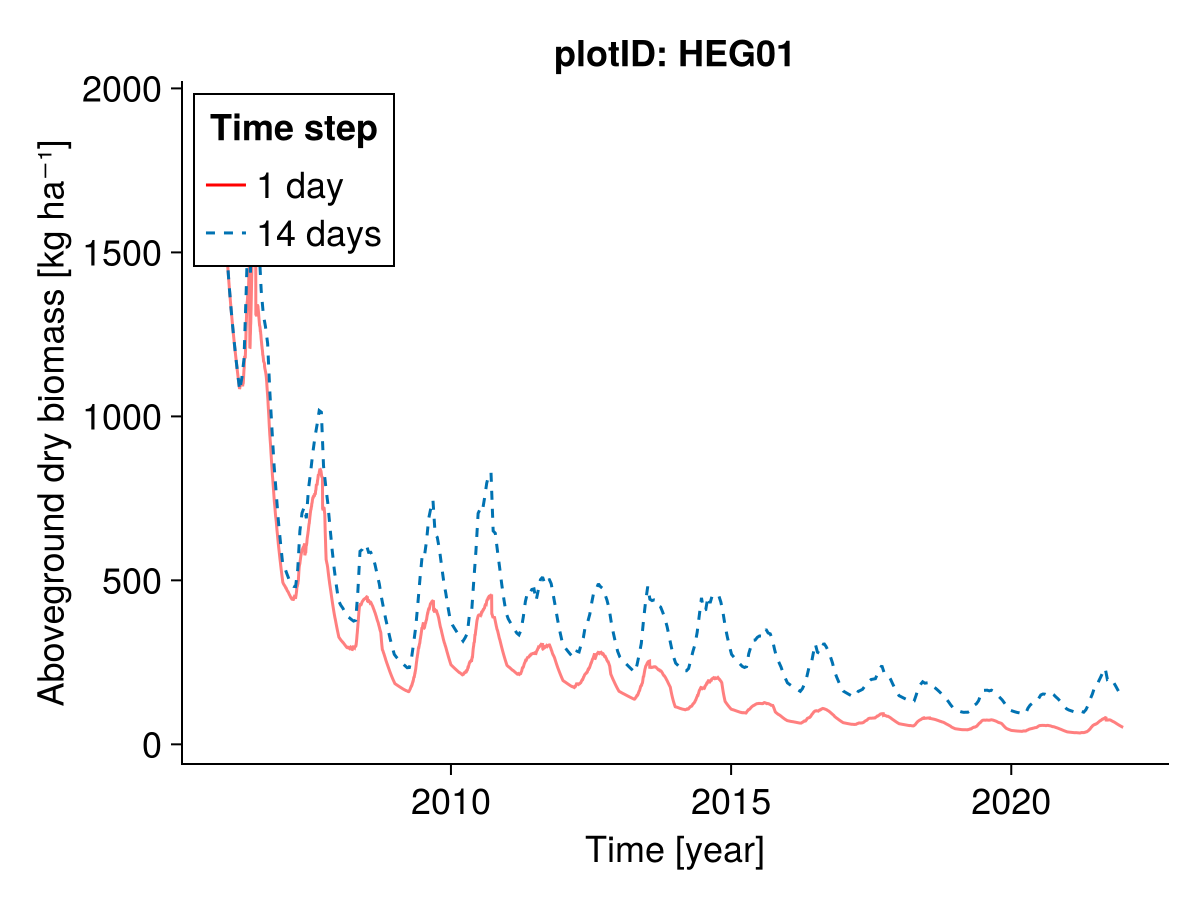 plotID: HEG01
2000
1500
1000
500
0
Aboveground dry biomass [kg ha⁻¹]
Time step
1 day
14 days
2010
2015
2020
Time [year]